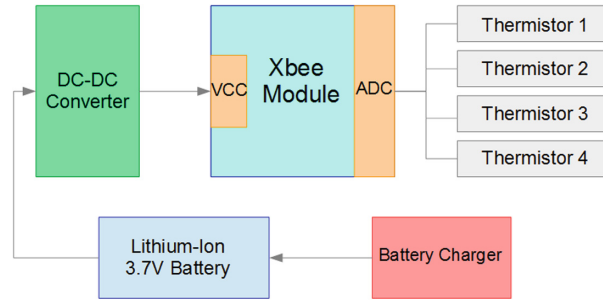 DC-DC
Converter
VCC
Xbee
Module
ADC
Thermistor 1
Thermistor 2
Thermistor 3
Thermistor 4
Lithium-Ion
3.7V Battery
Battery Charger